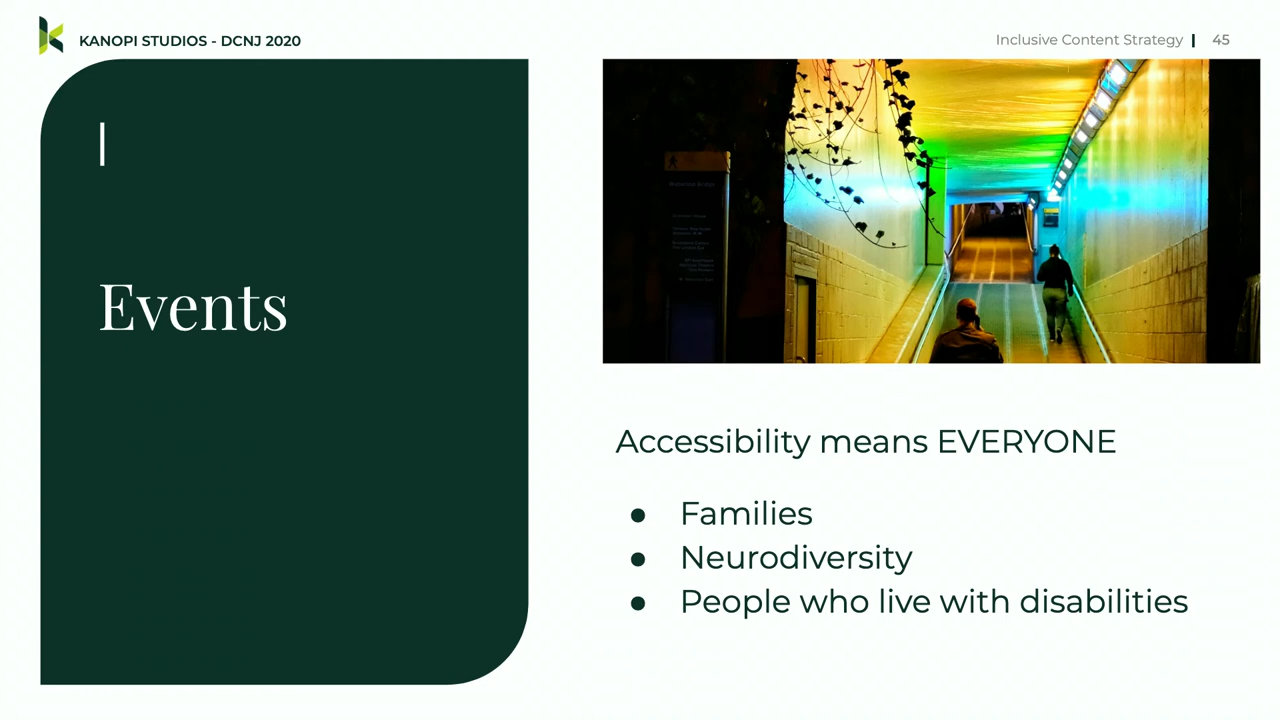 KANOPI STUDIOS - DCNJ 2020
Inclusive Content Strategy | 45
Events
Accessibility means EVERYONE
● Families
● Neurodiversity
● People who live with disabilities